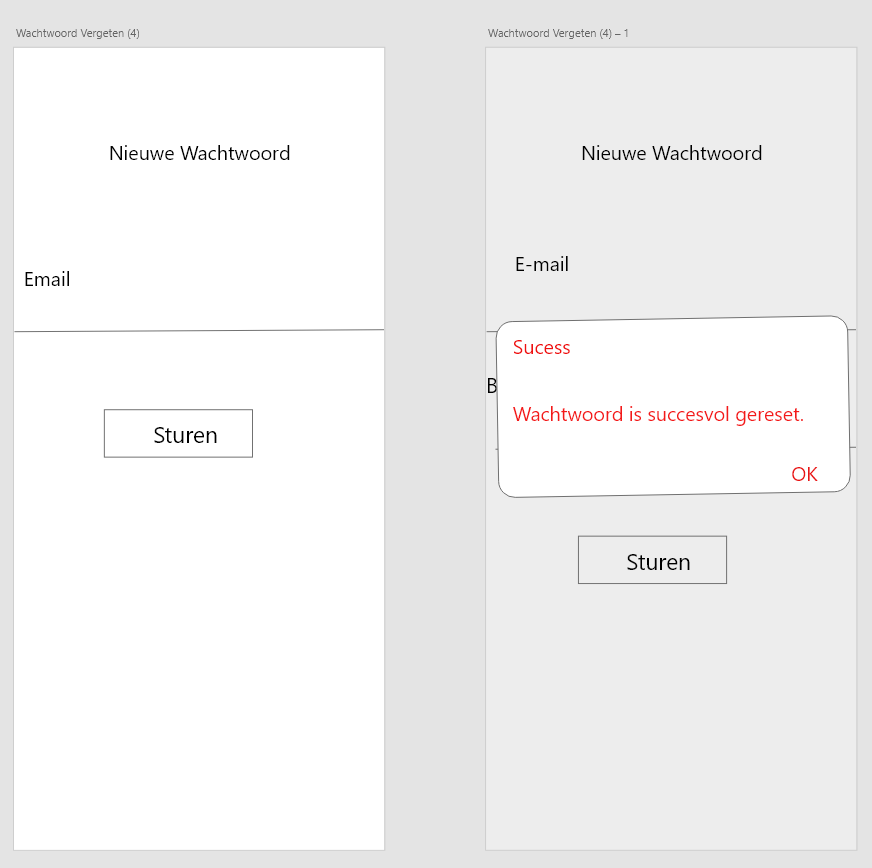 Wachtwoord Vergeten (4)
Nieuwe Wachtwoord
Email
Sturen
Wachtwoord Vergeten (4) – 1
Nieuwe Wachtwoord
E-mail
Sucess
B
Wachtwoord is succesvol gereset.
OK
Sturen